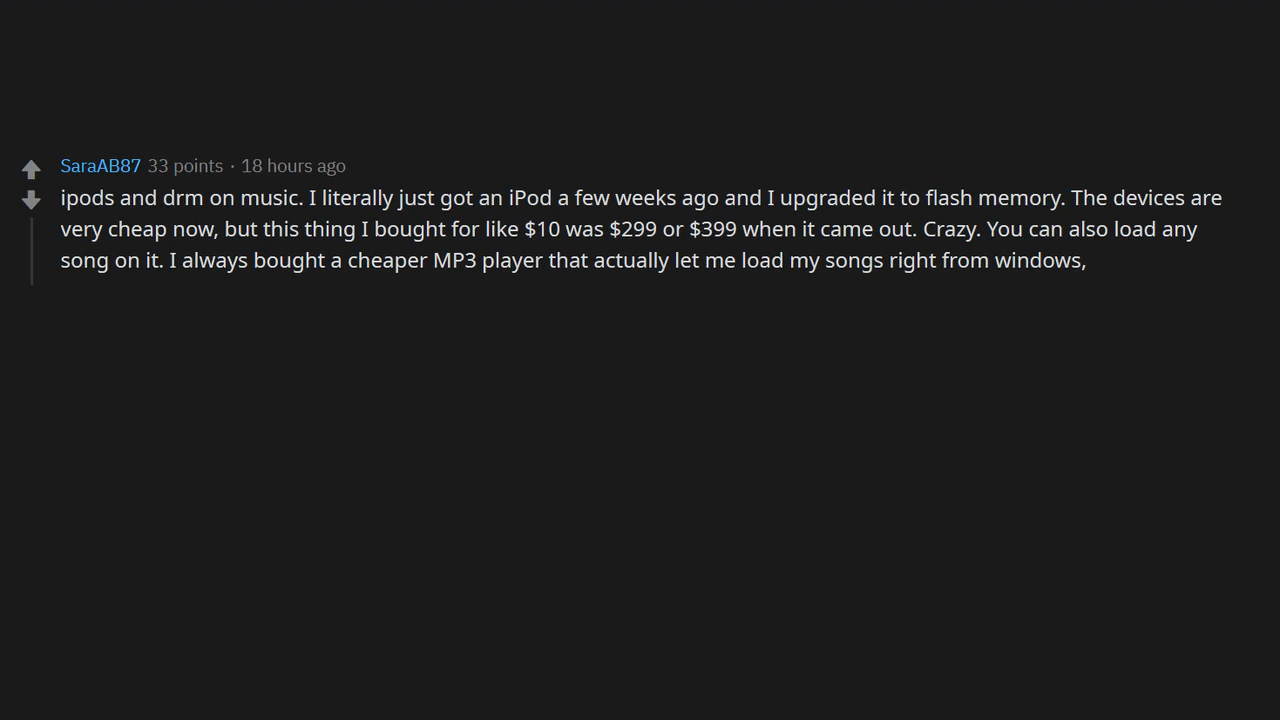 SaraAB87 33 points · 18 hours ago
ipods and drm on music. I literally just got an iPod a few weeks ago and I upgraded it to flash memory. The devices are
very cheap now, but this thing I bought for like $10 was $299 or $399 when it came out. Crazy. You can also load any
song on it. I always bought a cheaper MP3 player that actually let me load my songs right from windows,